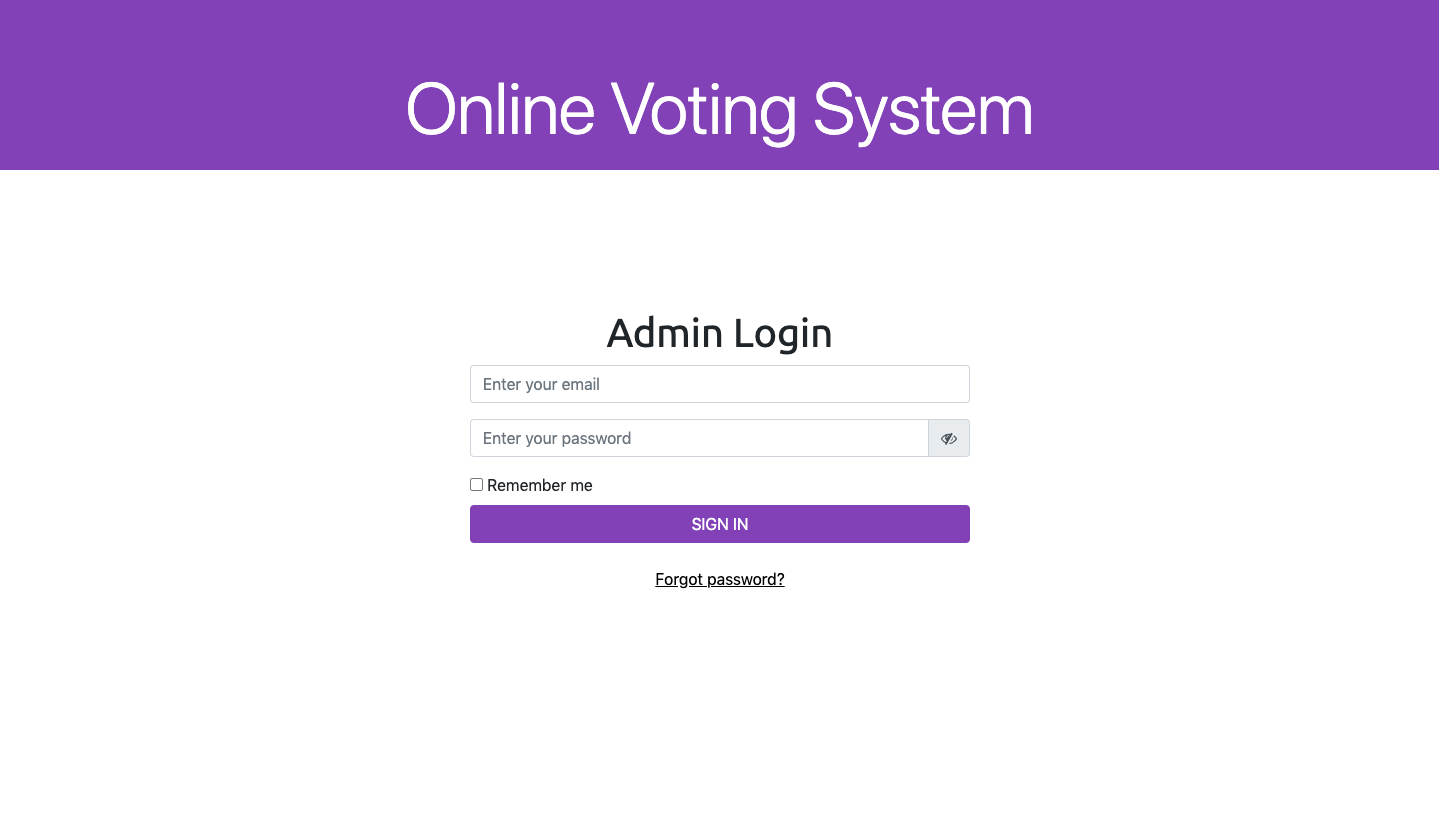 Online Voting System
Admin Login
Enter your email
Enter your password
Remember me
SIGN IN
Forgot password?